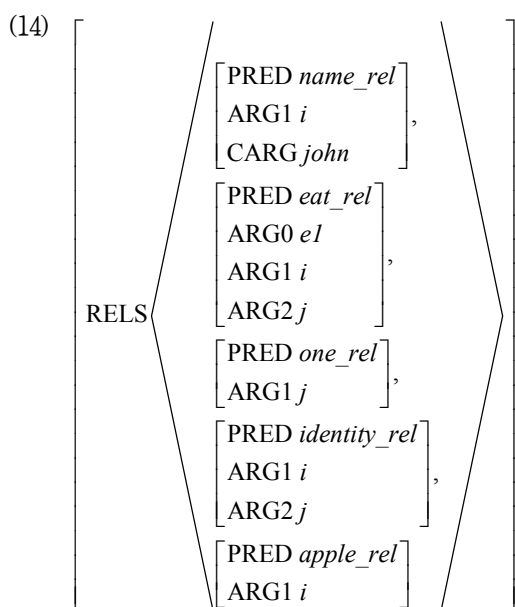 (14)
PRED name_rel
ARG1 i
CARG john
,
PRED eat_rel
ARG0 e1
ARG1 i
ARG2 j
,
RELS
PRED one_rel
ARG1 j
,
PRED identity_rel
ARG1 i
ARG2 j
,
PRED apple_rel
ARG1 i